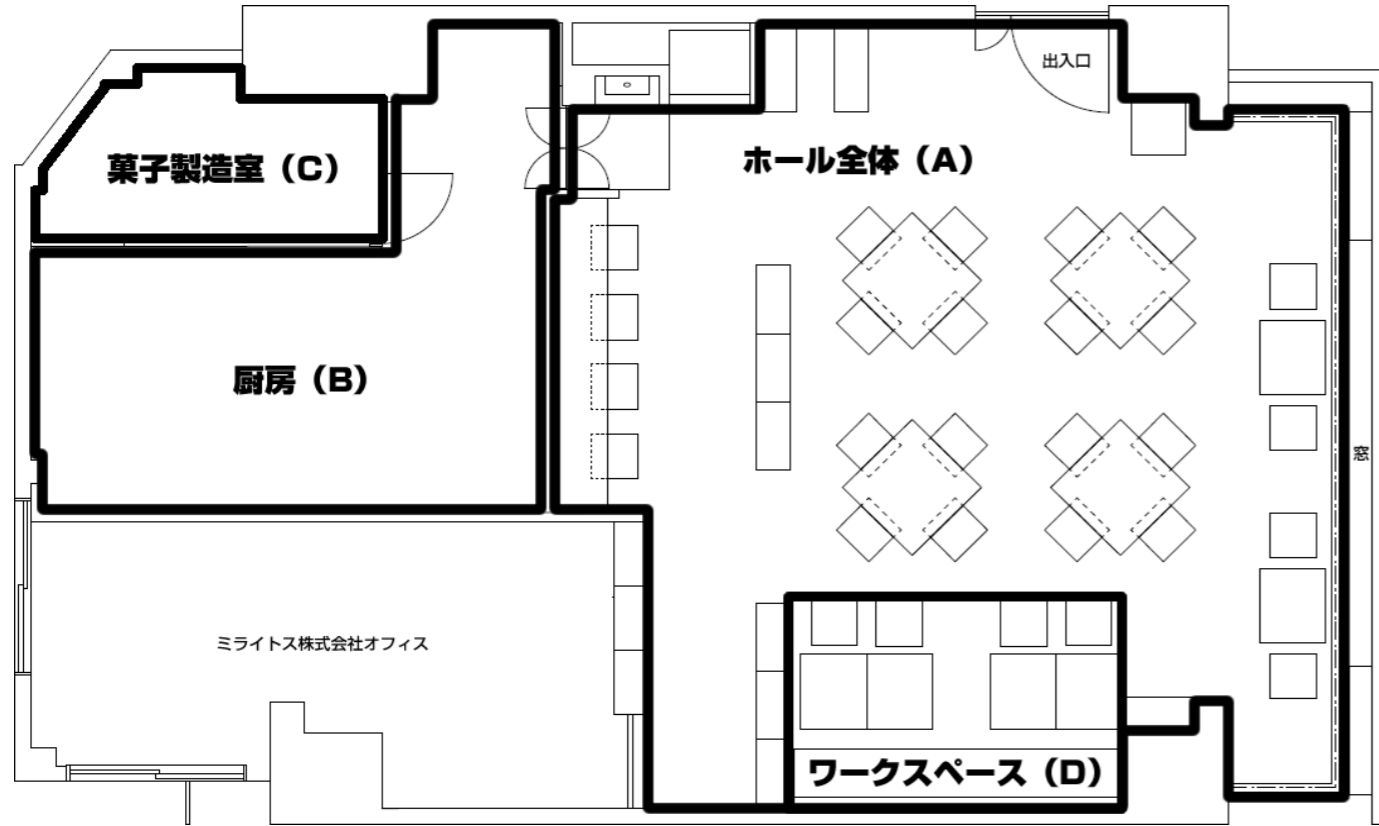 出入口
菓子製造室（C）
ホール全体（A）
厨房（B）
窓
ミライトス株式会社オフィス
ワークスペース（D）